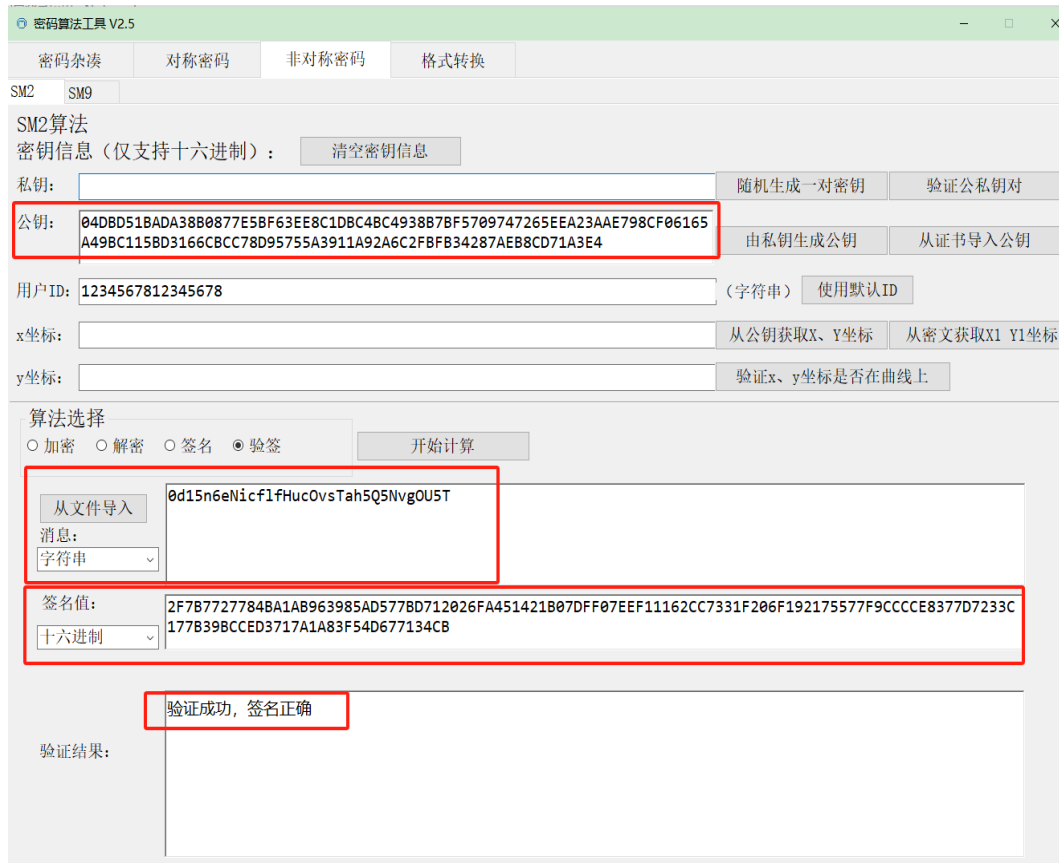 密码算法工具 V2.5
密码杂凑 对称密码 非对称密码 格式转换
SM2 SM9
SM2算法
密钥信息（仅支持十六进制）： 清空密钥信息
私钥： 随机生成一对密钥 验证公私钥对
公钥： 04DBD51BADA38B0877E5BF63EE8C1DBC4BC4938B7BF5709747265EEA23AAE798CF06165
A49BC115BD3166CBCC78D95755A3911A92A6C2FBFB34287AEB8CD71A3E4 由私钥生成公钥 从证书导入公钥
用户ID: 1234567812345678 （字符串） 使用默认ID
x坐标： 从公钥获取X、Y坐标 从密文获取X1 Y1坐标
y坐标： 验证x、y坐标是否在曲线上
算法选择
加密 解密 签名 验签 开始计算
从文件导入 0d15n6eNicflfHucOvsTah5Q5NvgOU5T
消息：
字符串
签名值： 2F7B7727784BA1AB963985AD577BD712026FA451421B07DFF07EEF11162CC7331F206F192175577F9CCCCE8377D7233C
十六进制 177B39BCCED3717A1A83F54D677134CB
验证成功，签名正确
验证结果：